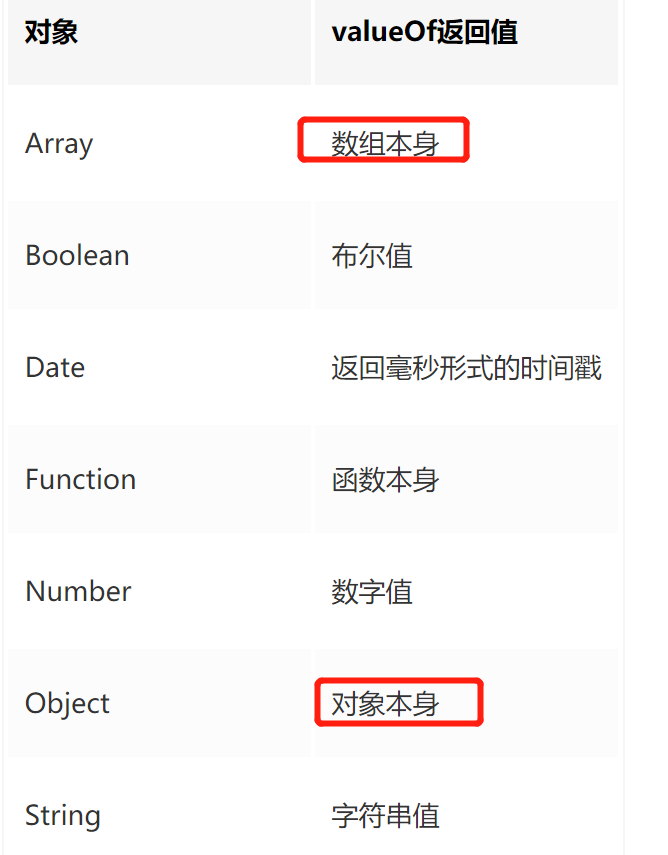 对象 valueOf返回值
Array 数组本身
Boolean 布尔值
Date 返回毫秒形式的时间戳
Function 函数本身
Number 数字值
Object 对象本身
String 字符串值